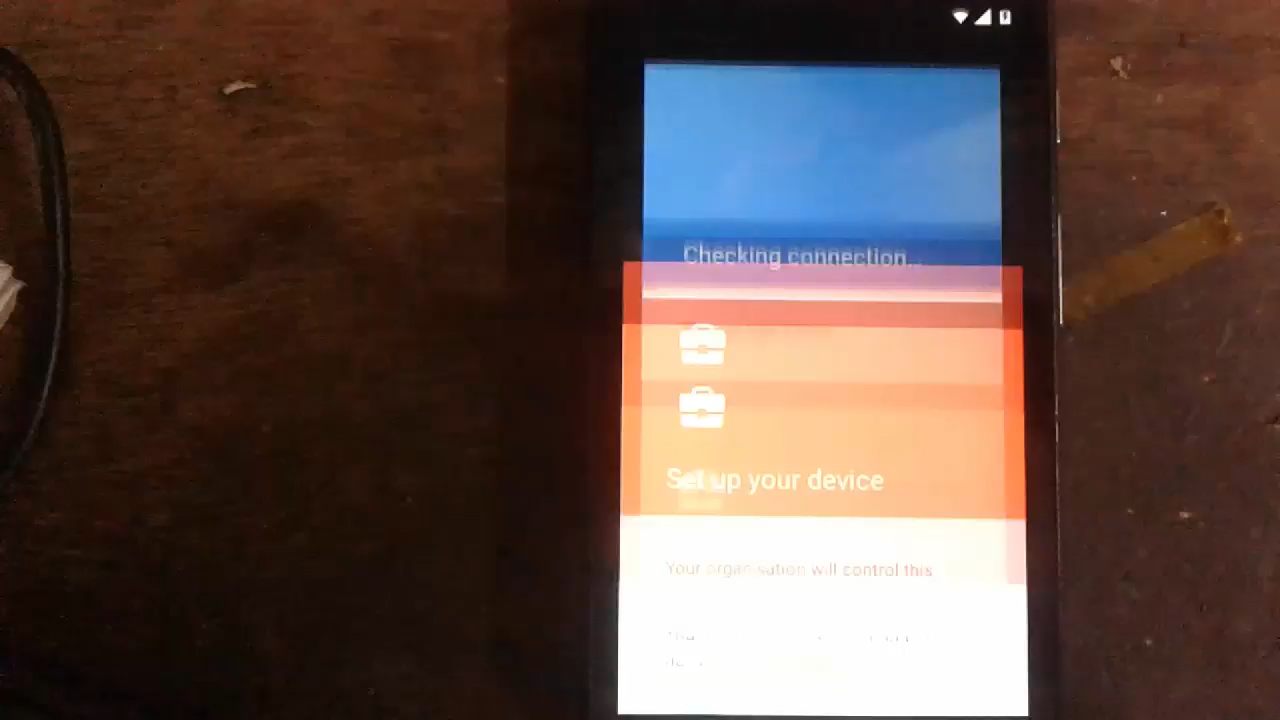 Checking connection...
Set up your device
Your organisation will control this